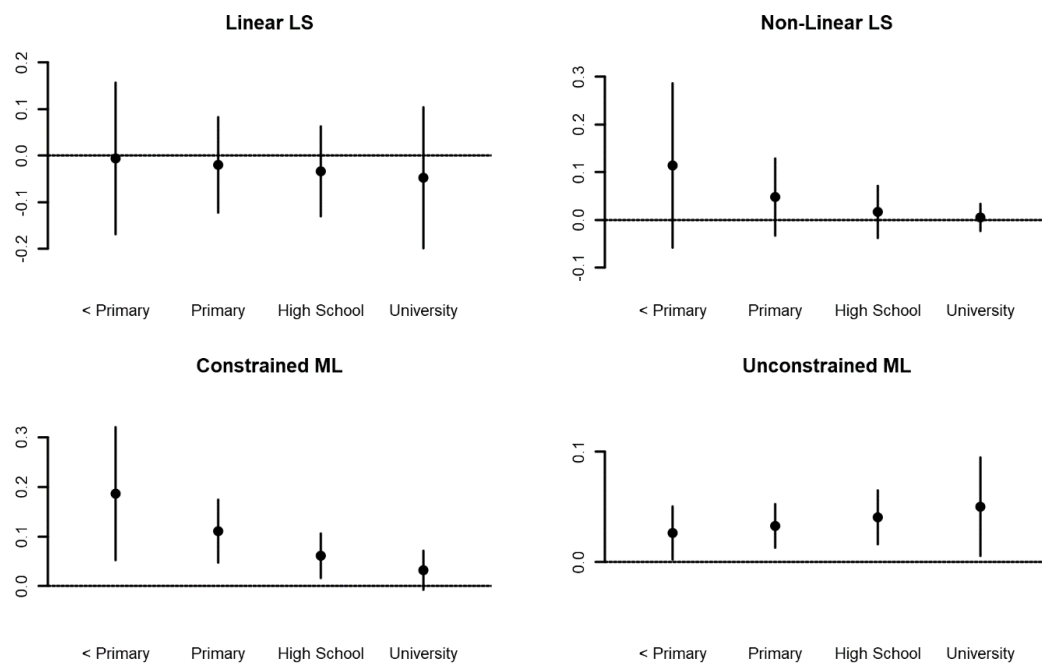 Linear LS
0.2
0.1
0.0
-0.1
-0.2
< Primary Primary High School University
Non-Linear LS
0.3
0.2
0.1
0.0
-0.1
< Primary Primary High School University
Constrained ML
0.3
0.2
0.1
0.0
< Primary Primary High School University
Unconstrained ML
0.1
0.0
< Primary Primary High School University